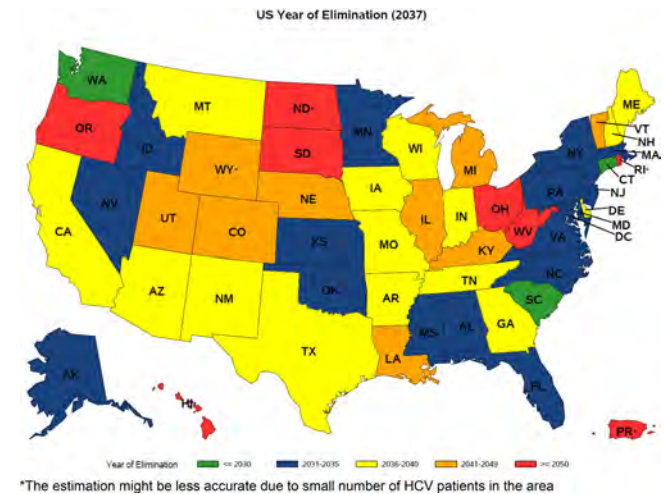 US Year of Elimination (2037)
WA
MT
ND*
MN
ME
OR
ID
SD
WI
VT
NH
WY*
MI
NY
MA
RI*
CT
NV
NE
IA
PA
NJ
UT
CO
IL
IN
OH
DE
MD
DC
CA
KS
MO
KY
WV
VA
AZ
NM
OK
AR
TN
NC
SC
TX
LA
MS
AL
GA
FL
AK
HI
PR*
Year of Elimination <= 2030 2031-2035 2036-2040 2041-2049 >= 2050
*The estimation might be less accurate due to small number of HCV patients in the area